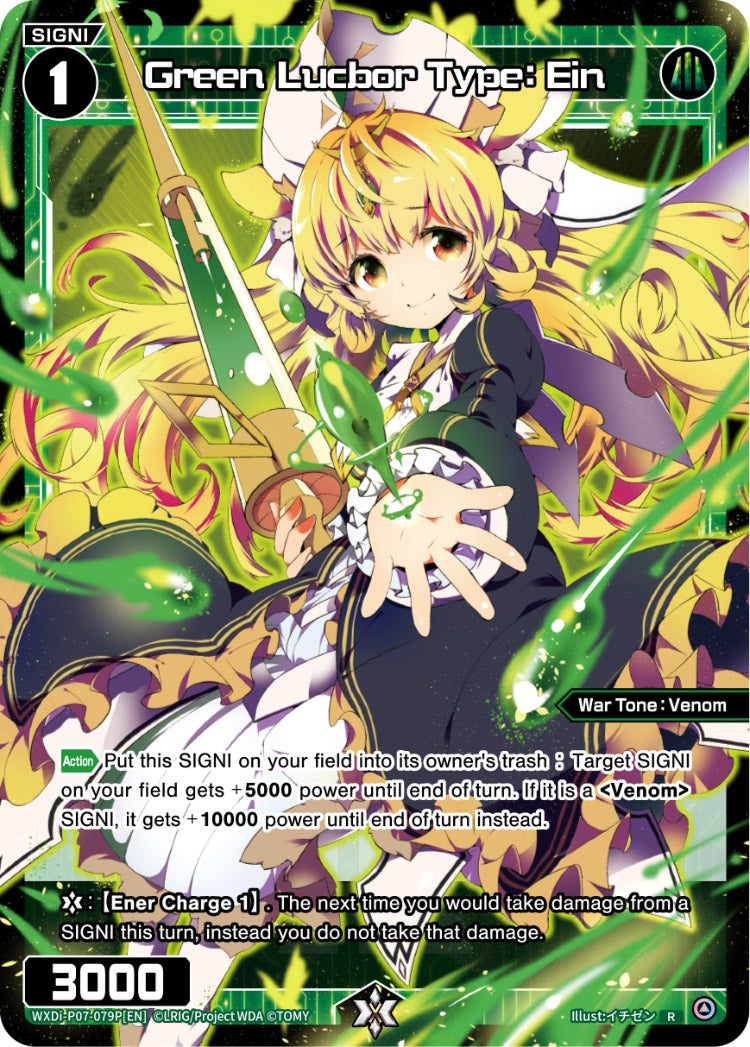 SIGNI
1
Green Lucbor Type: Ein
War Tone : Venom
Action Put this SIGNI on your field into its owner's trash : Target SIGNI
on your field gets +5000 power until end of turn. If it is a <Venom>
SIGNI, it gets +10000 power until end of turn instead.
: 【Ener Charge 1】. The next time you would take damage from a
SIGNI this turn, instead you do not take that damage.
3000
WXDi-P07-079P[EN] ©LRIG/Project WDA ©TOMY
Illust:イチゼン R